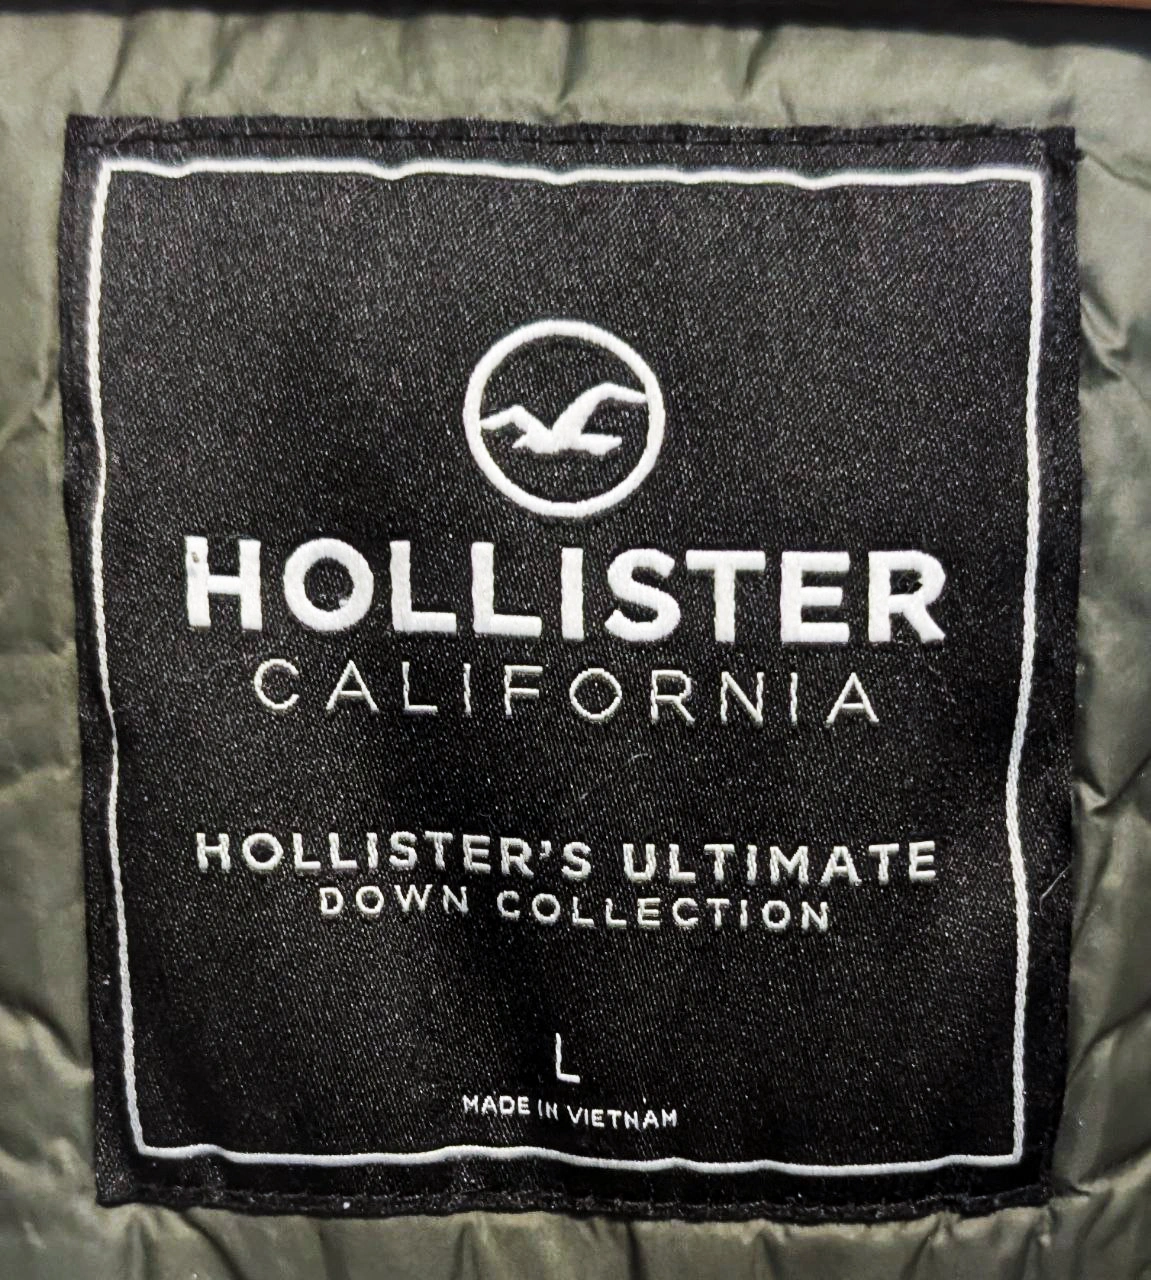 HOLLISTER
CALIFORNIA
HOLLISTER'S ULTIMATE
DOWN COLLECTION
L
MADE IN VIETNAM